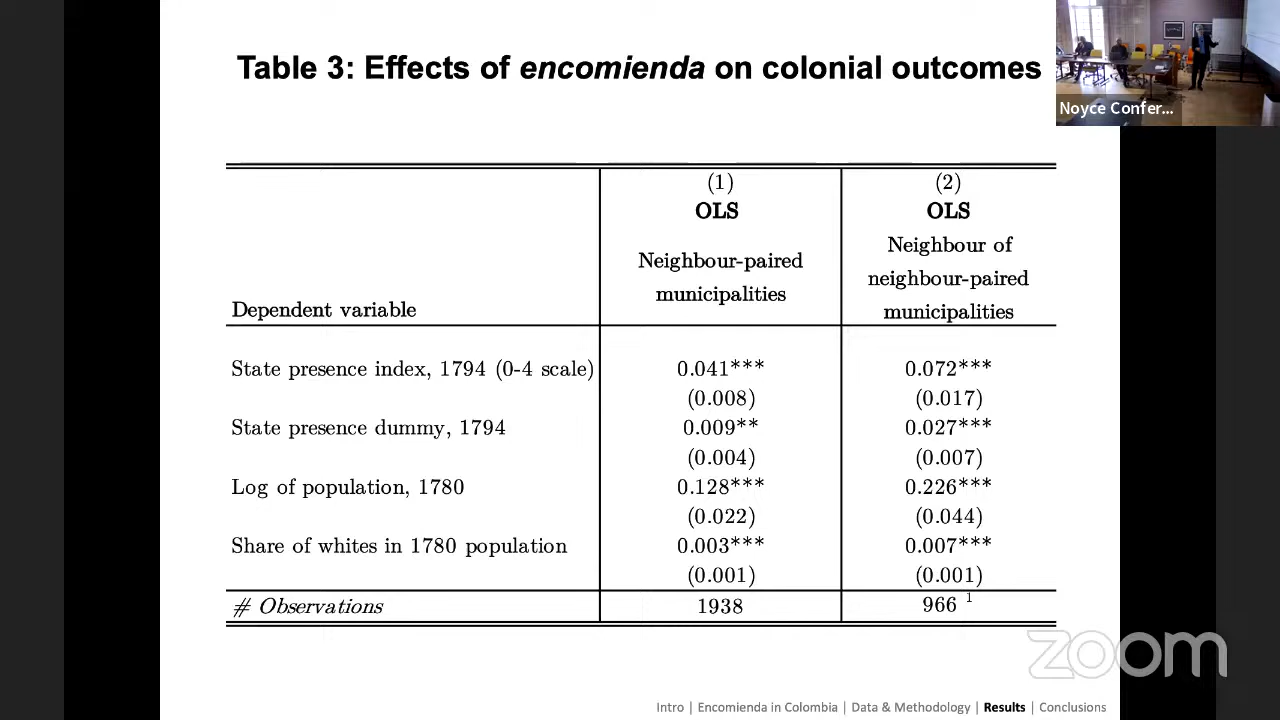 Table 3: Effects of encomienda on colonial outcomes
Noyce Confer...
(1) (2)
OLS OLS
Neighbour-paired municipalities
Neighbour of neighbour-paired municipalities
Dependent variable
State presence index, 1794 (0-4 scale) 0.041*** 0.072***
(0.008) (0.017)
State presence dummy, 1794 0.009** 0.027***
(0.004) (0.007)
Log of population, 1780 0.128*** 0.226***
(0.022) (0.044)
Share of whites in 1780 population 0.003*** 0.007***
(0.001) (0.001)
# Observations 1938 966 1
zoom
Intro | Encomienda in Colombia | Data & Methodology | Results | Conclusions